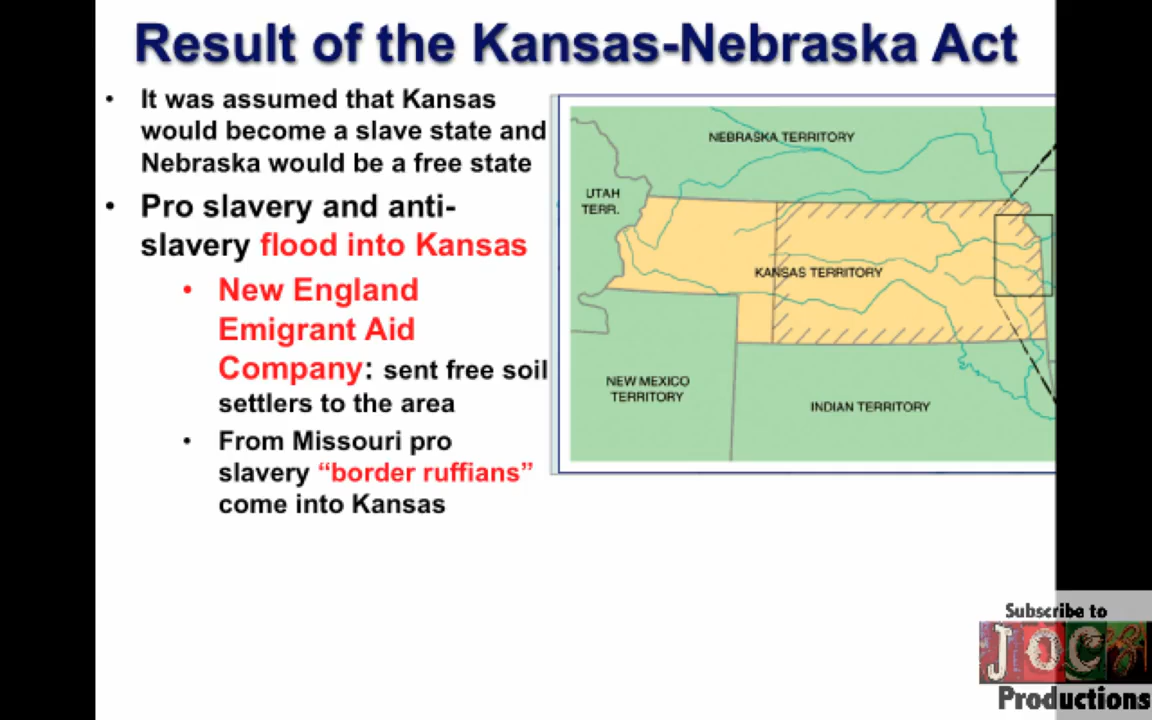 Result of the Kansas-Nebraska Act
• It was assumed that Kansas
would become a slave state and
Nebraska would be a free state
• Pro slavery and anti-
slavery flood into Kansas
• New England
Emigrant Aid
Company: sent free soil
settlers to the area
• From Missouri pro
slavery “border ruffians”
come into Kansas
NEBRASKA TERRITORY
UTAH
TERR.
KANSAS TERRITORY
NEW MEXICO
TERRITORY
INDIAN TERRITORY
Subscribe to
JOCZ
Productions